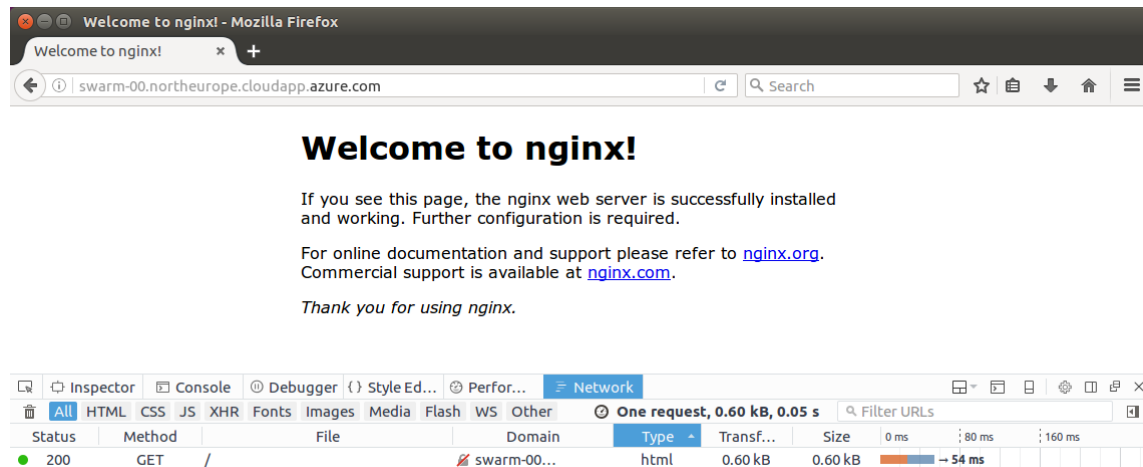 Welcome to nginx! - Mozilla Firefox
Welcome to nginx! × +
swarm-00.northeurope.cloudapp.azure.com Search
Welcome to nginx!
If you see this page, the nginx web server is successfully installed
and working. Further configuration is required.
For online documentation and support please refer to nginx.org.
Commercial support is available at nginx.com.
Thank you for using nginx.
Inspector Console Debugger {} Style Ed... Perfor... Network
All HTML CSS JS XHR Fonts Images Media Flash WS Other One request, 0.60 kB, 0.05 s Filter URLs
Status Method File Domain Type Transf... Size 0 ms 80 ms 160 ms
200 GET / swarm-00... html 0.60 kB 0.60 kB → 54 ms